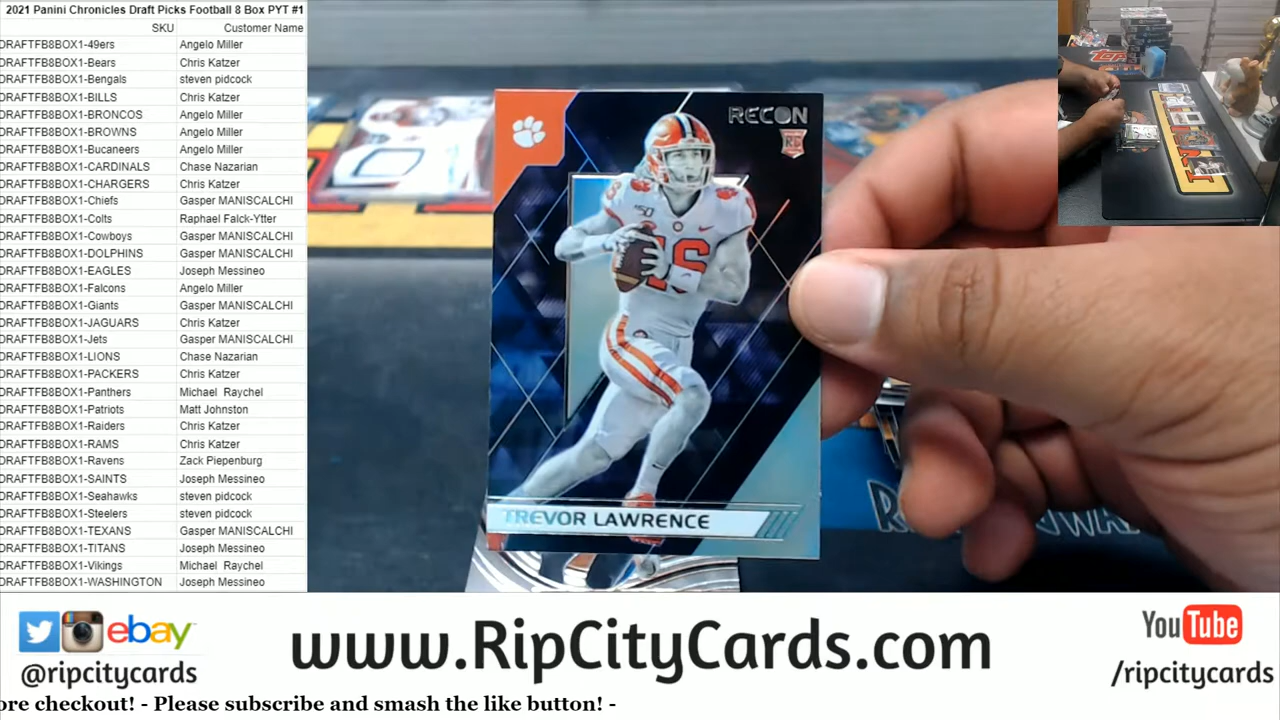 2021 Panini Chronicles Draft Picks Football 8 Box PYT #1
SKU Customer Name
DRAFTFB8BOX1-49ers Angelo Miller
DRAFTFB8BOX1-Bears Chris Katzer
DRAFTFB8BOX1-Bengals steven pidcock
DRAFTFB8BOX1-BILLS Chris Katzer
DRAFTFB8BOX1-BRONCOS Angelo Miller
DRAFTFB8BOX1-BROWNS Angelo Miller
DRAFTFB8BOX1-Bucaneers Angelo Miller
DRAFTFB8BOX1-CARDINALS Chase Nazarian
DRAFTFB8BOX1-CHARGERS Chris Katzer
DRAFTFB8BOX1-Chiefs Gasper MANISCALCHI
DRAFTFB8BOX1-Colts Raphael Falck-Ytter
DRAFTFB8BOX1-Cowboys Gasper MANISCALCHI
DRAFTFB8BOX1-DOLPHINS Gasper MANISCALCHI
DRAFTFB8BOX1-EAGLES Joseph Messineo
DRAFTFB8BOX1-Falcons Angelo Miller
DRAFTFB8BOX1-Giants Gasper MANISCALCHI
DRAFTFB8BOX1-JAGUARS Chris Katzer
DRAFTFB8BOX1-Jets Gasper MANISCALCHI
DRAFTFB8BOX1-LIONS Chase Nazarian
DRAFTFB8BOX1-PACKERS Chris Katzer
DRAFTFB8BOX1-Panthers Michael Raychel
DRAFTFB8BOX1-Patriots Matt Johnston
DRAFTFB8BOX1-Raiders Chris Katzer
DRAFTFB8BOX1-RAMS Chris Katzer
DRAFTFB8BOX1-Ravens Zack Piepenburg
DRAFTFB8BOX1-SAINTS Joseph Messineo
DRAFTFB8BOX1-Seahawks steven pidcock
DRAFTFB8BOX1-Steelers steven pidcock
DRAFTFB8BOX1-TEXANS Gasper MANISCALCHI
DRAFTFB8BOX1-TITANS Joseph Messineo
DRAFTFB8BOX1-Vikings Michael Raychel
DRAFTFB8BOX1-WASHINGTON Joseph Messineo
RECON
RC
150
16
TREVOR LAWRENCE
ebay
@ripcitycards
www.RipCityCards.com
YouTube
/ripcitycards
ore checkout! - Please subscribe and smash the like button! -